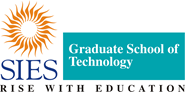 Graduate School of
Technology
SIES
RISE WITH EDUCATION